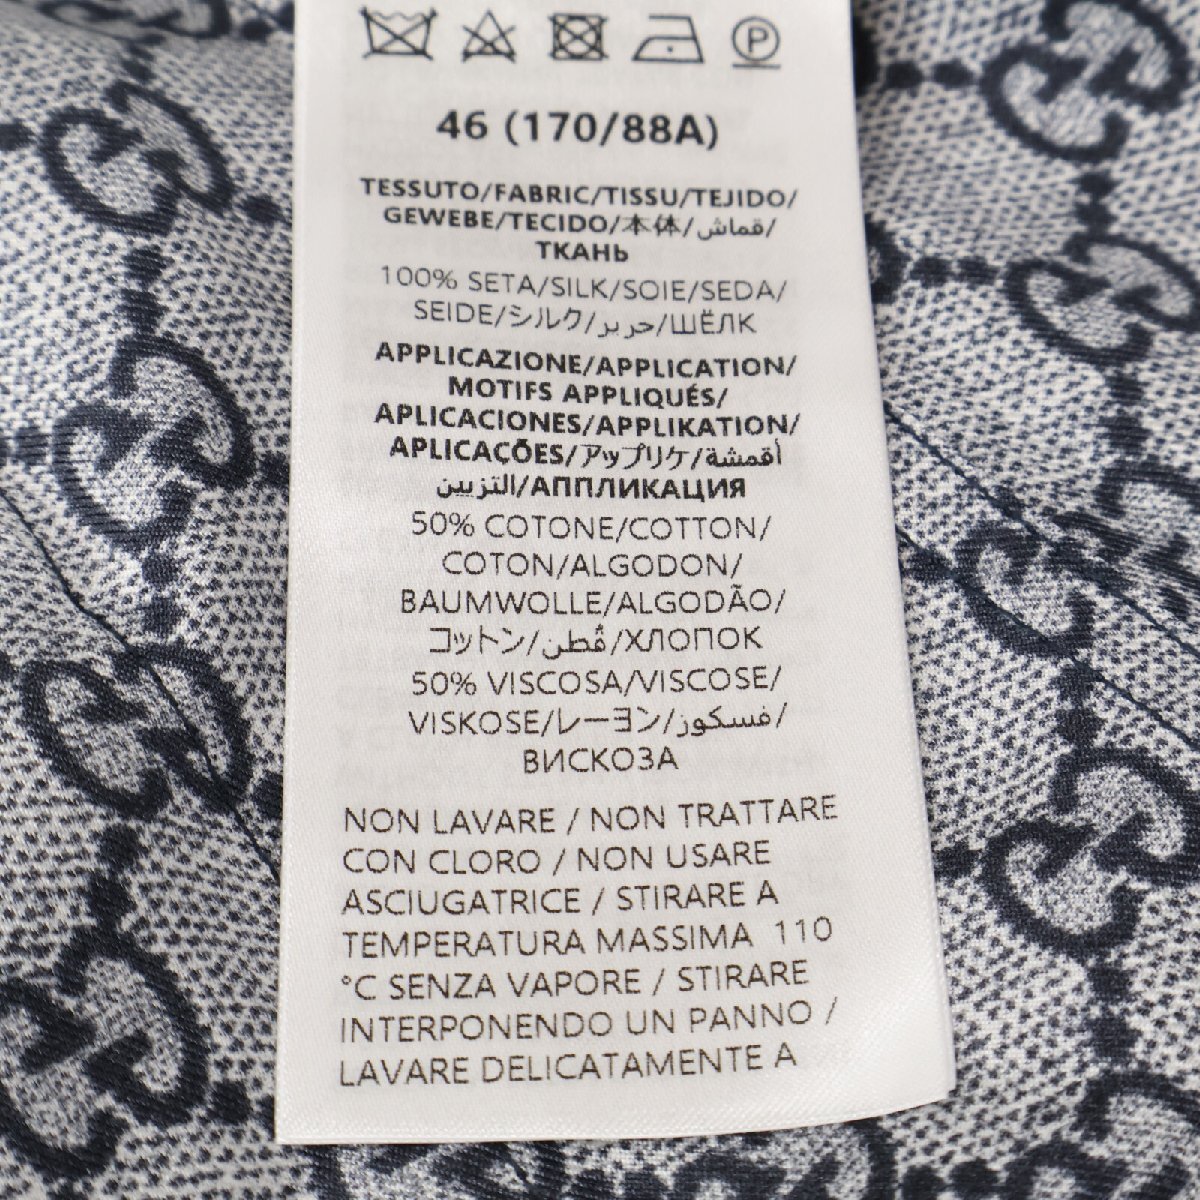 P
46 (170/88A)
TESSUTO/FABRIC/TISSU/TEJIDO/
GEWEBE/TECIDO/本体/قماش/
ТКАНЬ
100% SETA/SILK/SOIE/SEDA/
SEIDE/シルク/حرير/ШЁЛК
APPLICAZIONE/APPLICATION/
MOTIFS APPLIQUÉS/
APLICACIONES/APPLIKATION/
APLICAÇÕES/アップリケ/أقمشة
التزيين/АППЛИКАЦИЯ
50% COTONE/COTTON/
COTON/ALGODON/
BAUMWOLLE/ALGODÃO/
コットン/قُطن/ХЛОПОК
50% VISCOSA/VISCOSE/
VISKOSE/レーヨン/فسكوز/
ВИСКОЗА
NON LAVARE / NON TRATTARE
CON CLORO / NON USARE
ASCIUGATRICE / STIRARE A
TEMPERATURA MASSIMA 110
°C SENZA VAPORE / STIRARE
INTERPONENDO UN PANNO /
LAVARE DELICATAMENTE A